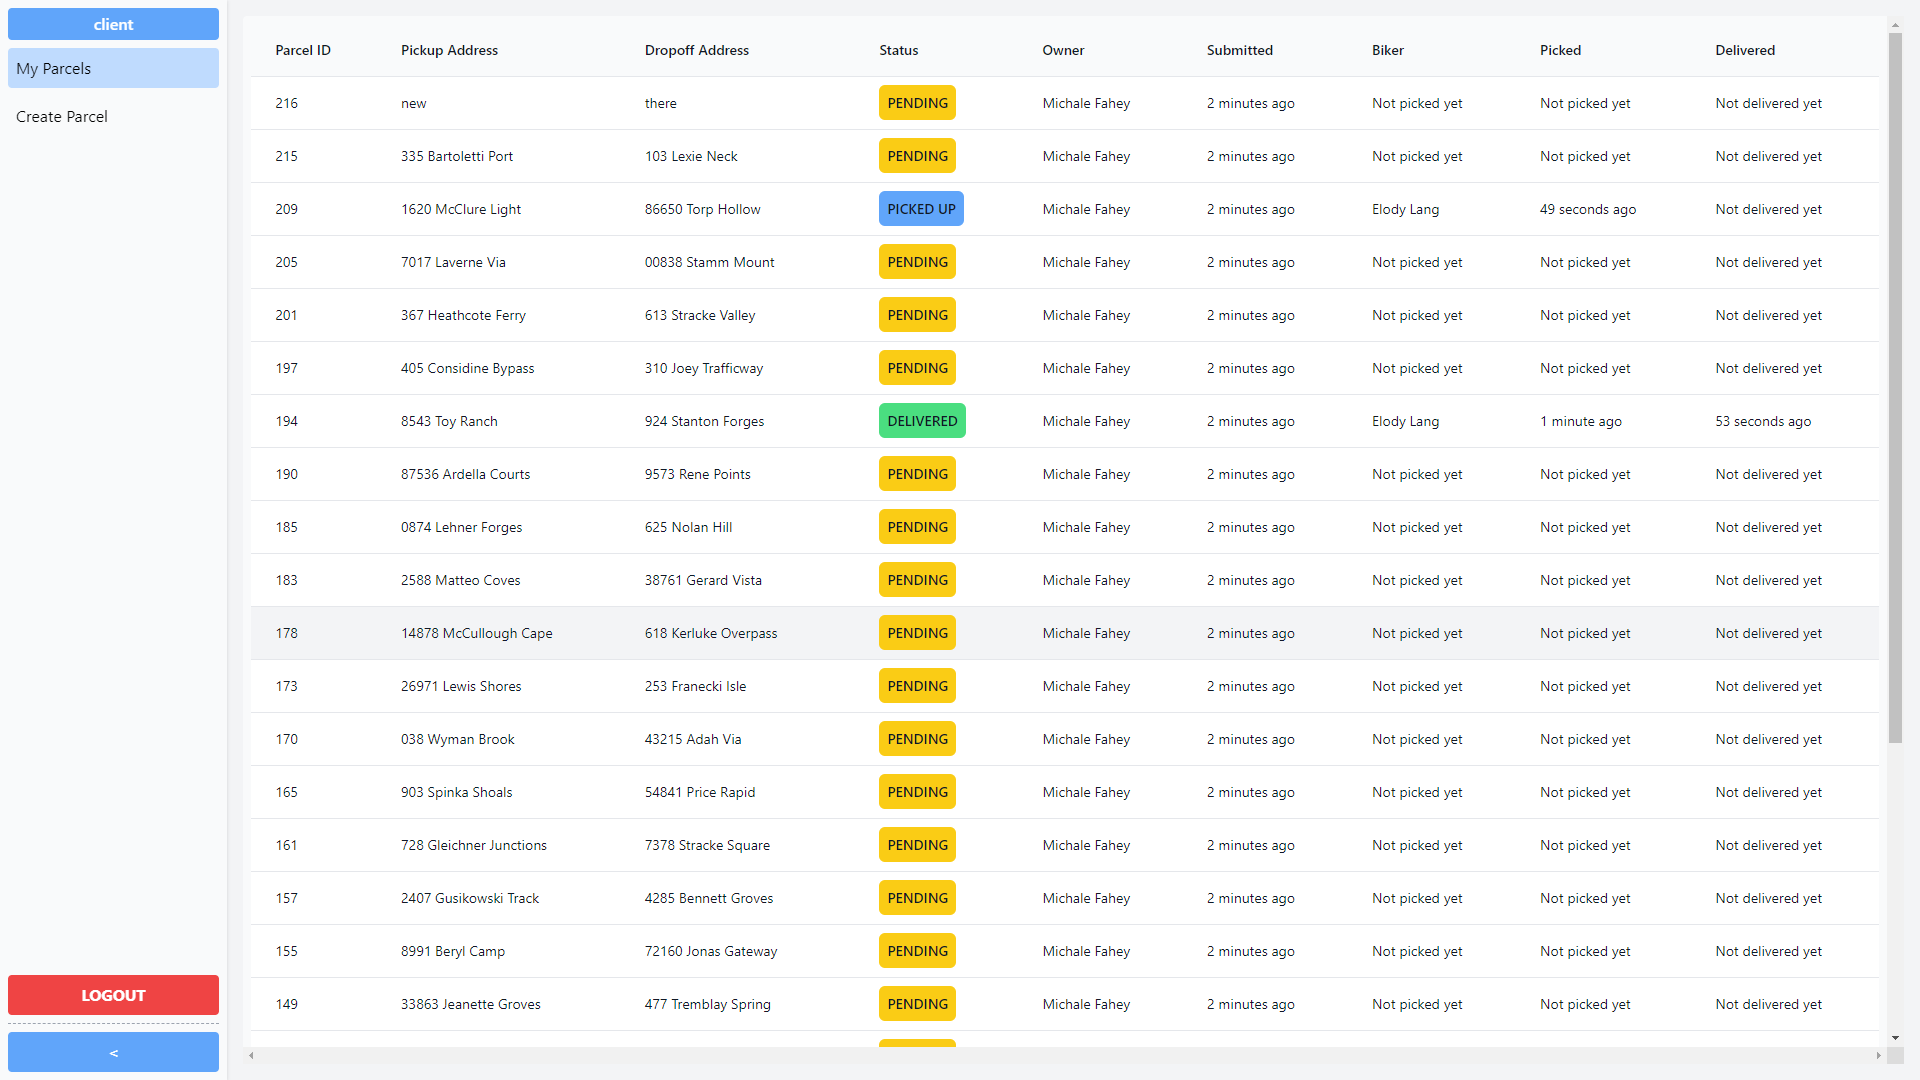 client
My Parcels
Create Parcel
LOGOUT
<
Parcel ID Pickup Address Dropoff Address Status Owner Submitted Biker Picked Delivered
216 new there PENDING Michale Fahey 2 minutes ago Not picked yet Not picked yet Not delivered yet
215 335 Bartoletti Port 103 Lexie Neck PENDING Michale Fahey 2 minutes ago Not picked yet Not picked yet Not delivered yet
209 1620 McClure Light 86650 Torp Hollow PICKED UP Michale Fahey 2 minutes ago Elody Lang 49 seconds ago Not delivered yet
205 7017 Laverne Via 00838 Stamm Mount PENDING Michale Fahey 2 minutes ago Not picked yet Not picked yet Not delivered yet
201 367 Heathcote Ferry 613 Stracke Valley PENDING Michale Fahey 2 minutes ago Not picked yet Not picked yet Not delivered yet
197 405 Considine Bypass 310 Joey Trafficway PENDING Michale Fahey 2 minutes ago Not picked yet Not picked yet Not delivered yet
194 8543 Toy Ranch 924 Stanton Forges DELIVERED Michale Fahey 2 minutes ago Elody Lang 1 minute ago 53 seconds ago
190 87536 Ardella Courts 9573 Rene Points PENDING Michale Fahey 2 minutes ago Not picked yet Not picked yet Not delivered yet
185 0874 Lehner Forges 625 Nolan Hill PENDING Michale Fahey 2 minutes ago Not picked yet Not picked yet Not delivered yet
183 2588 Matteo Coves 38761 Gerard Vista PENDING Michale Fahey 2 minutes ago Not picked yet Not picked yet Not delivered yet
178 14878 McCullough Cape 618 Kerluke Overpass PENDING Michale Fahey 2 minutes ago Not picked yet Not picked yet Not delivered yet
173 26971 Lewis Shores 253 Franecki Isle PENDING Michale Fahey 2 minutes ago Not picked yet Not picked yet Not delivered yet
170 038 Wyman Brook 43215 Adah Via PENDING Michale Fahey 2 minutes ago Not picked yet Not picked yet Not delivered yet
165 903 Spinka Shoals 54841 Price Rapid PENDING Michale Fahey 2 minutes ago Not picked yet Not picked yet Not delivered yet
161 728 Gleichner Junctions 7378 Stracke Square PENDING Michale Fahey 2 minutes ago Not picked yet Not picked yet Not delivered yet
157 2407 Gusikowski Track 4285 Bennett Groves PENDING Michale Fahey 2 minutes ago Not picked yet Not picked yet Not delivered yet
155 8991 Beryl Camp 72160 Jonas Gateway PENDING Michale Fahey 2 minutes ago Not picked yet Not picked yet Not delivered yet
149 33863 Jeanette Groves 477 Tremblay Spring PENDING Michale Fahey 2 minutes ago Not picked yet Not picked yet Not delivered yet